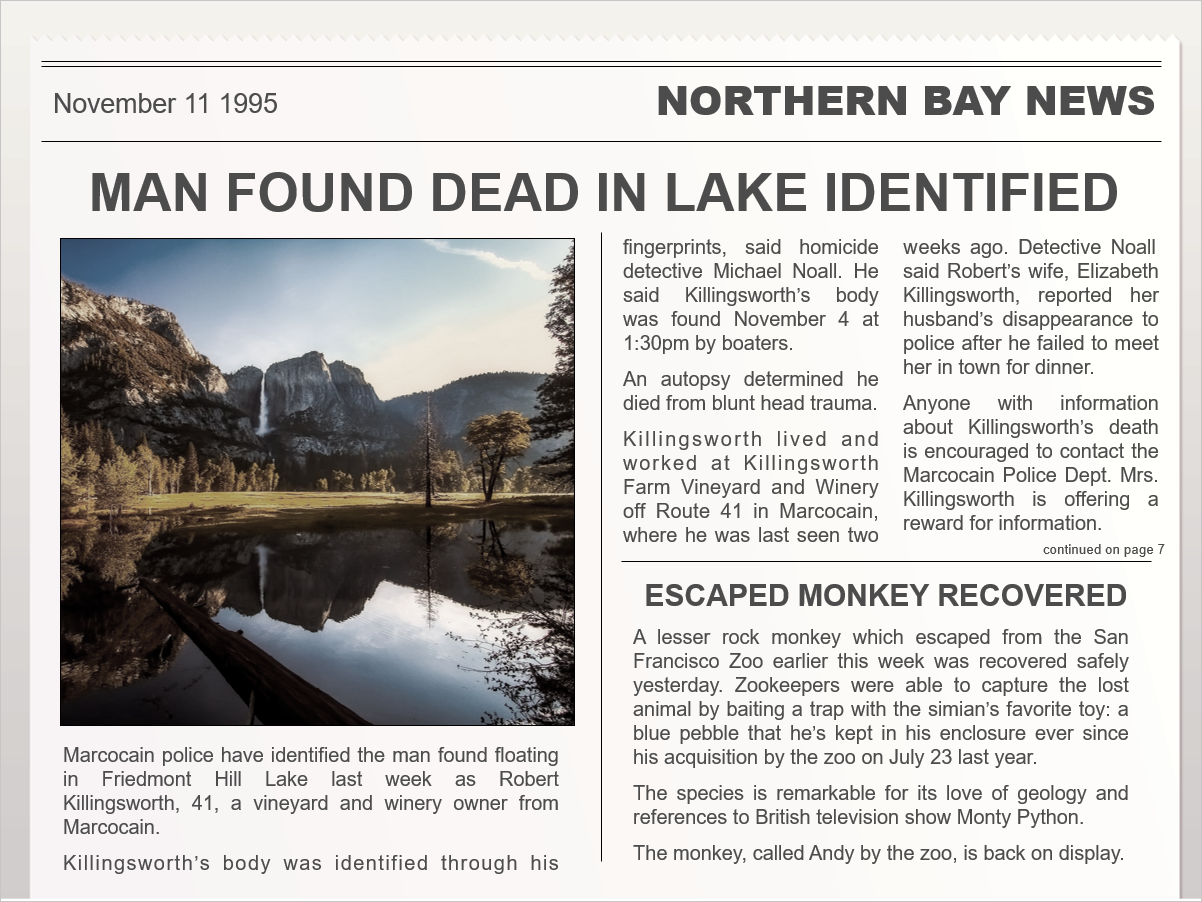 November 11 1995
NORTHERN BAY NEWS
MAN FOUND DEAD IN LAKE IDENTIFIED
Marcocain police have identified the man found floating
in Friedmont Hill Lake last week as Robert
Killingsworth, 41, a vineyard and winery owner from
Marcocain.
Killingsworth’s body was identified through his
fingerprints, said homicide
detective Michael Noall. He
said Killingsworth’s body
was found November 4 at
1:30pm by boaters.
An autopsy determined he
died from blunt head trauma.
Killingsworth lived and
worked at Killingsworth
Farm Vineyard and Winery
off Route 41 in Marcocain,
where he was last seen two
weeks ago. Detective Noall
said Robert’s wife, Elizabeth
Killingsworth, reported her
husband’s disappearance to
police after he failed to meet
her in town for dinner.
Anyone with information
about Killingsworth’s death
is encouraged to contact the
Marcocain Police Dept. Mrs.
Killingsworth is offering a
reward for information.
continued on page 7
ESCAPED MONKEY RECOVERED
A lesser rock monkey which escaped from the San
Francisco Zoo earlier this week was recovered safely
yesterday. Zookeepers were able to capture the lost
animal by baiting a trap with the simian’s favorite toy: a
blue pebble that he’s kept in his enclosure ever since
his acquisition by the zoo on July 23 last year.
The species is remarkable for its love of geology and
references to British television show Monty Python.
The monkey, called Andy by the zoo, is back on display.